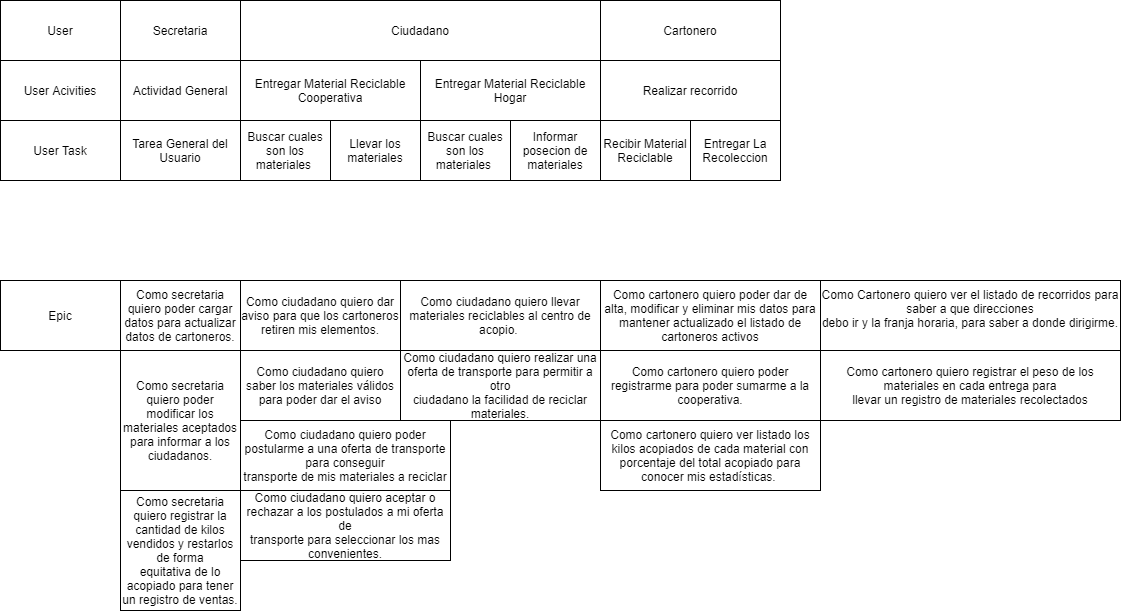 User
Secretaria
Ciudadano
Cartonero
User Acivities
Actividad General
Entregar Material Reciclable
Cooperativa
Entregar Material Reciclable
Hogar
Realizar recorrido
User Task
Tarea General del
Usuario
Buscar cuales
son los
materiales
Llevar los
materiales
Buscar cuales
son los
materiales
Informar
posecion de
materiales
Recibir Material
Reciclable
Entregar La
Recoleccion
Epic
Como secretaria
quiero poder cargar
datos para actualizar
datos de cartoneros.
Como ciudadano quiero dar
aviso para que los cartoneros
retiren mis elementos.
Como ciudadano quiero llevar
materiales reciclables al centro de
acopio.
Como cartonero quiero poder dar de
alta, modificar y eliminar mis datos para
mantener actualizado el listado de
cartoneros activos
Como Cartonero quiero ver el listado de recorridos para
saber a que direcciones
debo ir y la franja horaria, para saber a donde dirigirme.
Como secretaria
quiero poder
modificar los
materiales aceptados
para informar a los
ciudadanos.
Como ciudadano quiero
saber los materiales válidos
para poder dar el aviso
Como ciudadano quiero realizar una
oferta de transporte para permitir a
otro
ciudadano la facilidad de reciclar
materiales.
Como cartonero quiero poder
registrarme para poder sumarme a la
cooperativa.
Como cartonero quiero registrar el peso de los
materiales en cada entrega para
llevar un registro de materiales recolectados
Como ciudadano quiero poder
postularme a una oferta de transporte
para conseguir
transporte de mis materiales a reciclar
Como cartonero quiero ver listado los
kilos acopiados de cada material con
porcentaje del total acopiado para
conocer mis estadísticas.
Como secretaria
quiero registrar la
cantidad de kilos
vendidos y restarlos
de forma
equitativa de lo
acopiado para tener
un registro de ventas.
Como ciudadano quiero aceptar o
rechazar a los postulados a mi oferta
de
transporte para seleccionar los mas
convenientes.